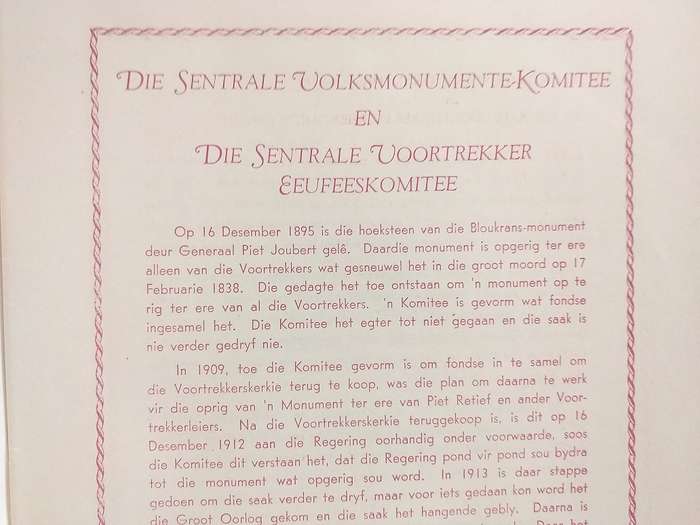 DIE SENTRALE VOLKSMONUMENTE-KOMITEE
EN
DIE SENTRALE VOORTREKKER
EEUFEESKOMITEE
Op 16 Desember 1895 is die hoeksteen van die Bloukrans-monument
deur Generaal Piet Joubert gelê. Daardie monument is opgerig ter ere
alleen van die Voortrekkers wat gesneuwel het in die groot moord op 17
Februarie 1838. Die gedagte het toe ontstaan om 'n monument op te
rig ter ere van al die Voortrekkers. 'n Komitee is gevorm wat fondse
ingesamel het. Die Komitee het egter tot niet gegaan en die saak is
nie verder gedryf nie.
In 1909, toe die Komitee gevorm is om fondse in te samel om
die Voortrekkerskerkie terug te koop, was die plan om daarna te werk
vir die oprig van 'n Monument ter ere van Piet Retief en ander Voor-
trekkerleiers. Na die Voortrekkerskerkie teruggekoop is, is dit op 16
Desember 1912 aan die Regering oorhandig onder voorwaarde, soos
die Komitee dit verstaan het, dat die Regering pond vir pond sou bydra
tot die monument wat opgerig sou word. In 1913 is daar stappe
gedoen om die saak verder te dryf, maar voor iets gedaan kon word het
die Groot Oorlog gekom en die saak het hangende gebly. Daarna is